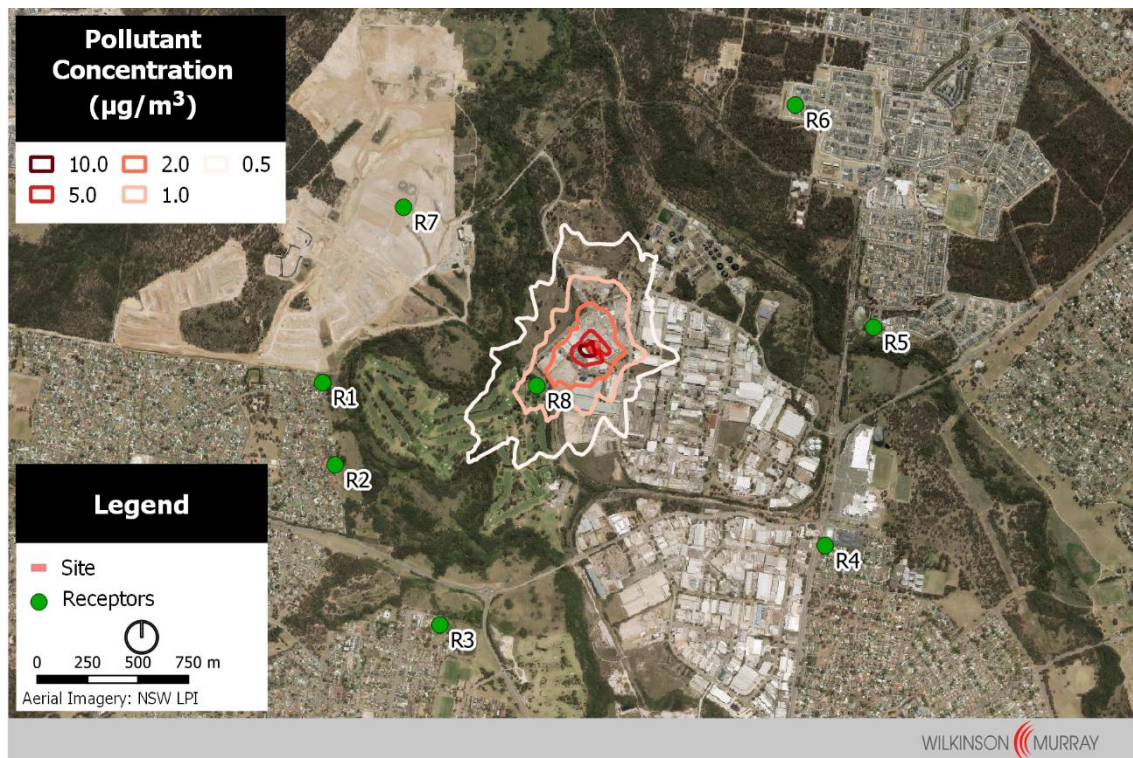 Pollutant
Concentration
(µg/m³)
10.0 2.0 0.5
5.0 1.0
R6
R7
R5
R1
R8
R2
Legend
R4
Site
Receptors
R3
0 250 500 750 m
Aerial Imagery: NSW LPI
WILKINSON MURRAY